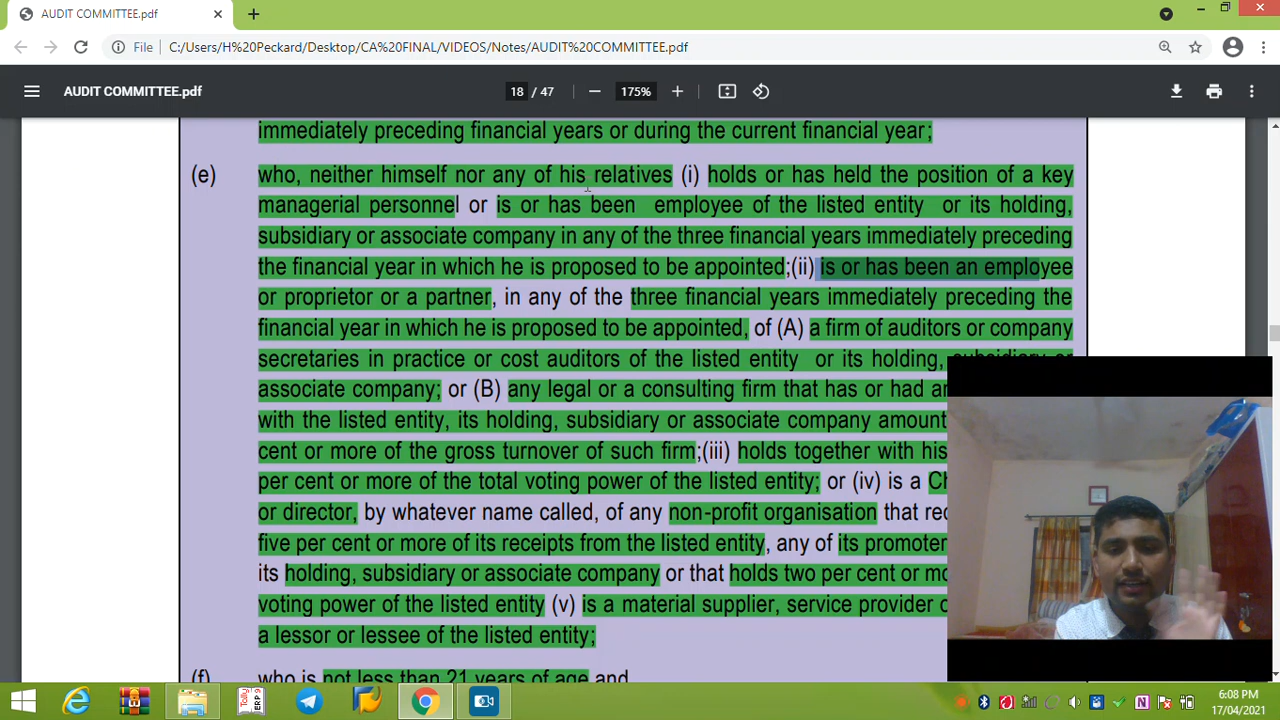 AUDIT COMMITTEE.pdf
File C:/Users/H%20Peckard/Desktop/CA%20FINAL/VIDEOS/Notes/AUDIT%20COMMITTEE.pdf
AUDIT COMMITTEE.pdf 18 / 47 175%
immediately preceding financial years or during the current financial year;
(e) who, neither himself nor any of his relatives (i) holds or has held the position of a key
managerial personnel or is or has been employee of the listed entity or its holding,
subsidiary or associate company in any of the three financial years immediately preceding
the financial year in which he is proposed to be appointed;(ii) is or has been an employee
or proprietor or a partner, in any of the three financial years immediately preceding the
financial year in which he is proposed to be appointed, of (A) a firm of auditors or company
secretaries in practice or cost auditors of the listed entity or its holding, subsidiary or
associate company; or (B) any legal or a consulting firm that has or had
with the listed entity, its holding, subsidiary or associate company amount
cent or more of the gross turnover of such firm;(iii) holds together with his
per cent or more of the total voting power of the listed entity; or (iv) is a
or director, by whatever name called, of any non-profit organisation that
five per cent or more of its receipts from the listed entity, any of its promoter
its holding, subsidiary or associate company or that holds two per cent or
voting power of the listed entity (v) is a material supplier, service provider
a lessor or lessee of the listed entity;
(f) who is not less than 21 years of age and
Tally
ERP 9
6:08 PM
17/04/2021